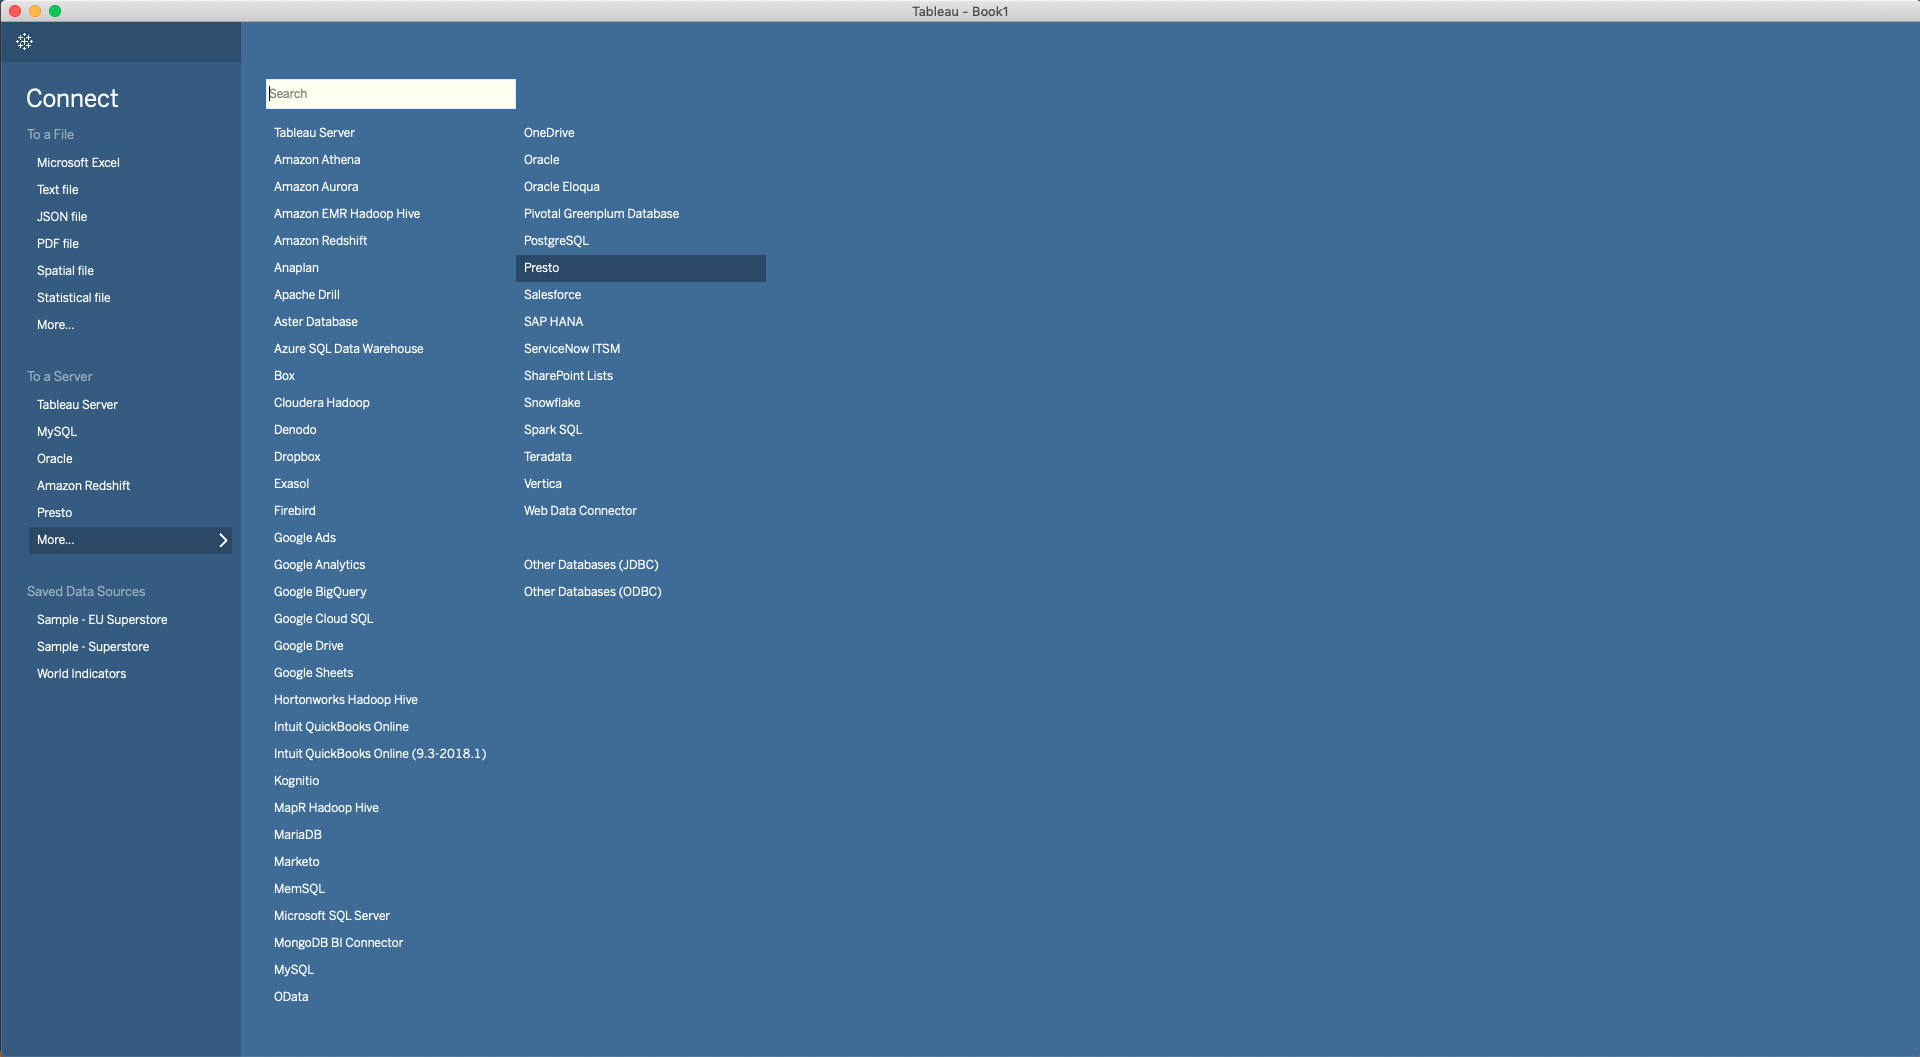 Tableau - Book1
Connect
To a File
Microsoft Excel
Text file
JSON file
PDF file
Spatial file
Statistical file
More...
To a Server
Tableau Server
MySQL
Oracle
Amazon Redshift
Presto
More...
Saved Data Sources
Sample - EU Superstore
Sample - Superstore
World Indicators
Search
Tableau Server
Amazon Athena
Amazon Aurora
Amazon EMR Hadoop Hive
Amazon Redshift
Anaplan
Apache Drill
Aster Database
Azure SQL Data Warehouse
Box
Cloudera Hadoop
Denodo
Dropbox
Exasol
Firebird
Google Ads
Google Analytics
Google BigQuery
Google Cloud SQL
Google Drive
Google Sheets
Hortonworks Hadoop Hive
Intuit QuickBooks Online
Intuit QuickBooks Online (9.3-2018.1)
Kognitio
MapR Hadoop Hive
MariaDB
Marketo
MemSQL
Microsoft SQL Server
MongoDB BI Connector
MySQL
OData
OneDrive
Oracle
Oracle Eloqua
Pivotal Greenplum Database
PostgreSQL
Presto
Salesforce
SAP HANA
ServiceNow ITSM
SharePoint Lists
Snowflake
Spark SQL
Teradata
Vertica
Web Data Connector
Other Databases (JDBC)
Other Databases (ODBC)